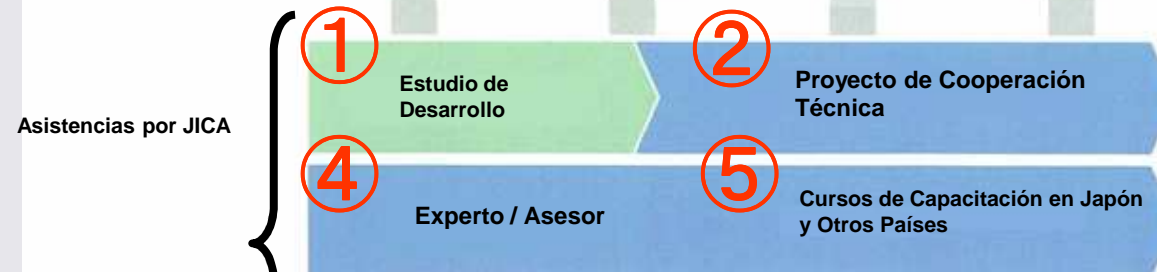 ①
Estudio de
Desarrollo
②
Proyecto de Cooperación
Técnica
Asistencias por JICA
④
Experto / Asesor
⑤
Cursos de Capacitación en Japón
y Otros Países